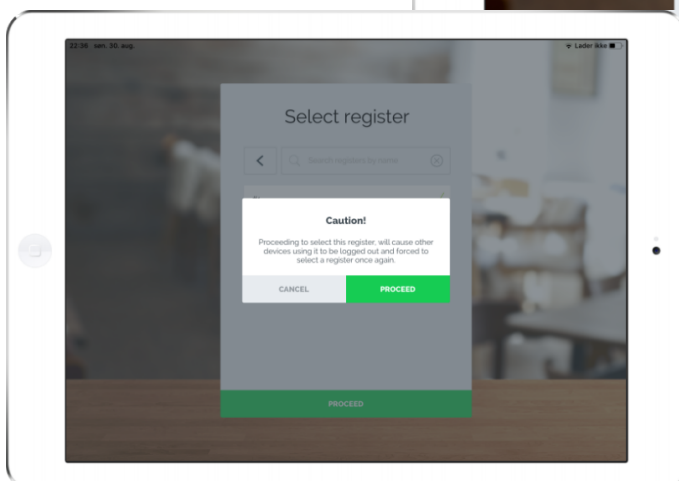 22:38 søn. 30. aug.
Lader ikke
Select register
Search registers by name
Caution!
Proceeding to select this register, will cause other
devices using it to be logged out and forced to
select a register once again.
CANCEL
PROCEED
PROCEED